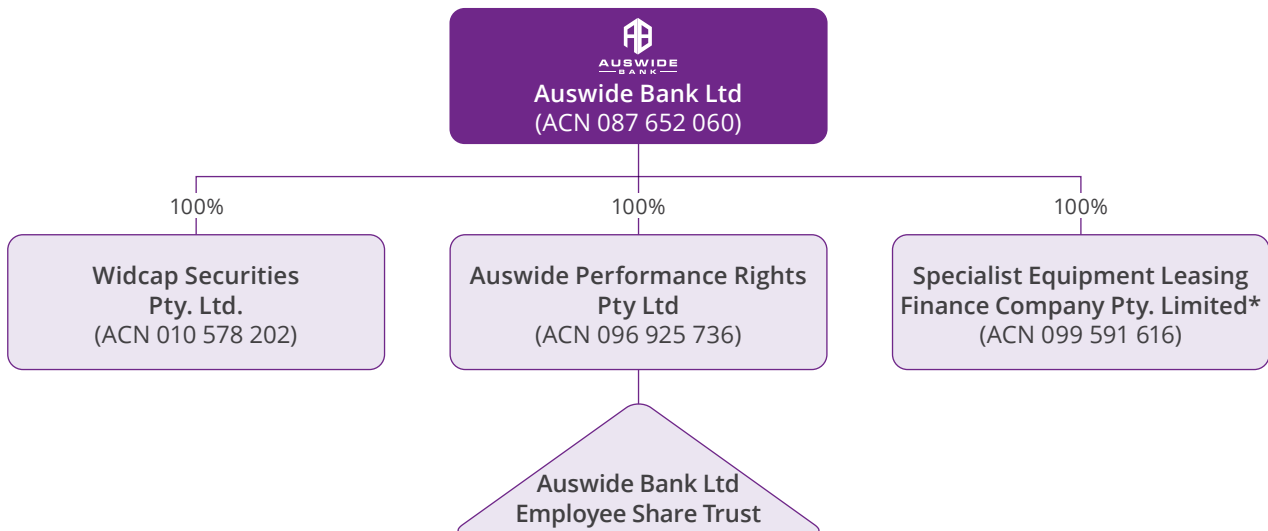 AB
AUSWIDE
BANK
Auswide Bank Ltd
(ACN 087 652 060)
100%
100%
100%
Widcap Securities
Pty. Ltd.
(ACN 010 578 202)
Auswide Performance Rights
Pty Ltd
(ACN 096 925 736)
Specialist Equipment Leasing
Finance Company Pty. Limited*
(ACN 099 591 616)
Auswide Bank Ltd
Employee Share Trust